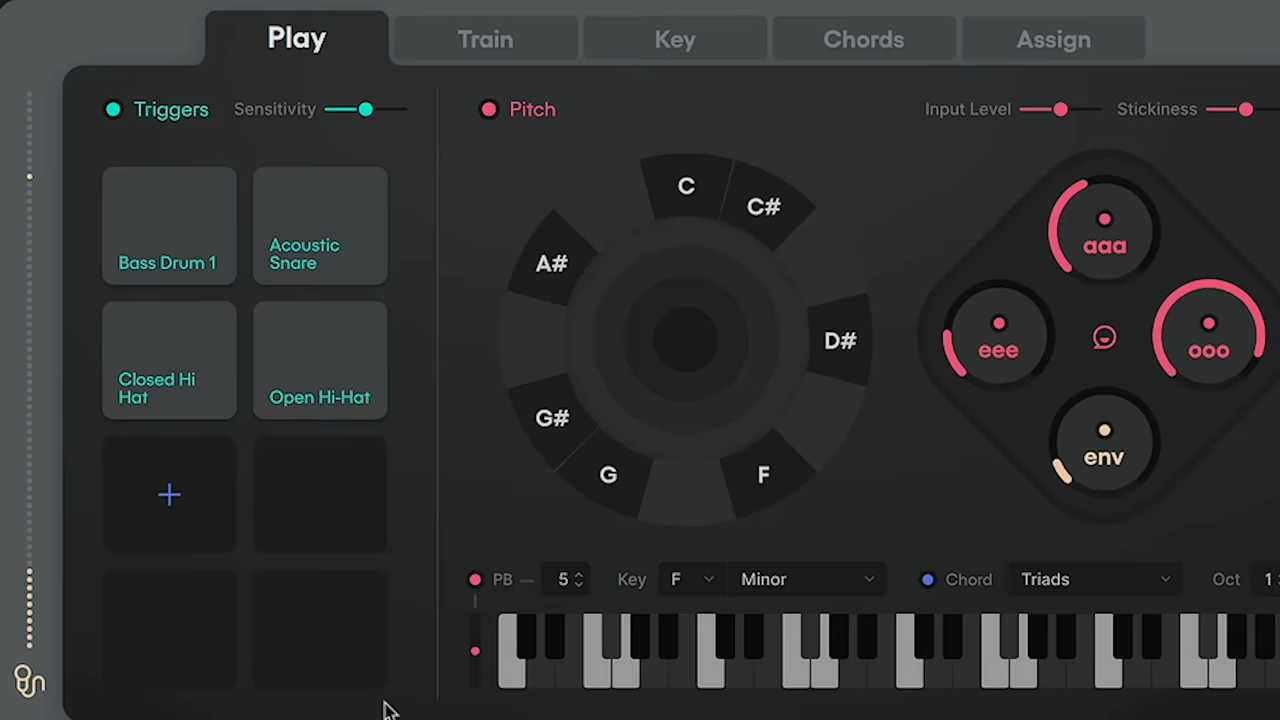 Play
Train
Key
Chords
Assign
Triggers
Sensitivity
Pitch
Input Level
Stickiness
Bass Drum 1
Acoustic
Snare
Closed Hi
Hat
Open Hi-Hat
+
C
C#
D#
F
G
G#
A#
aaa
eee
ooo
env
PB
5
Key
F
Minor
Chord
Triads
Oct
1